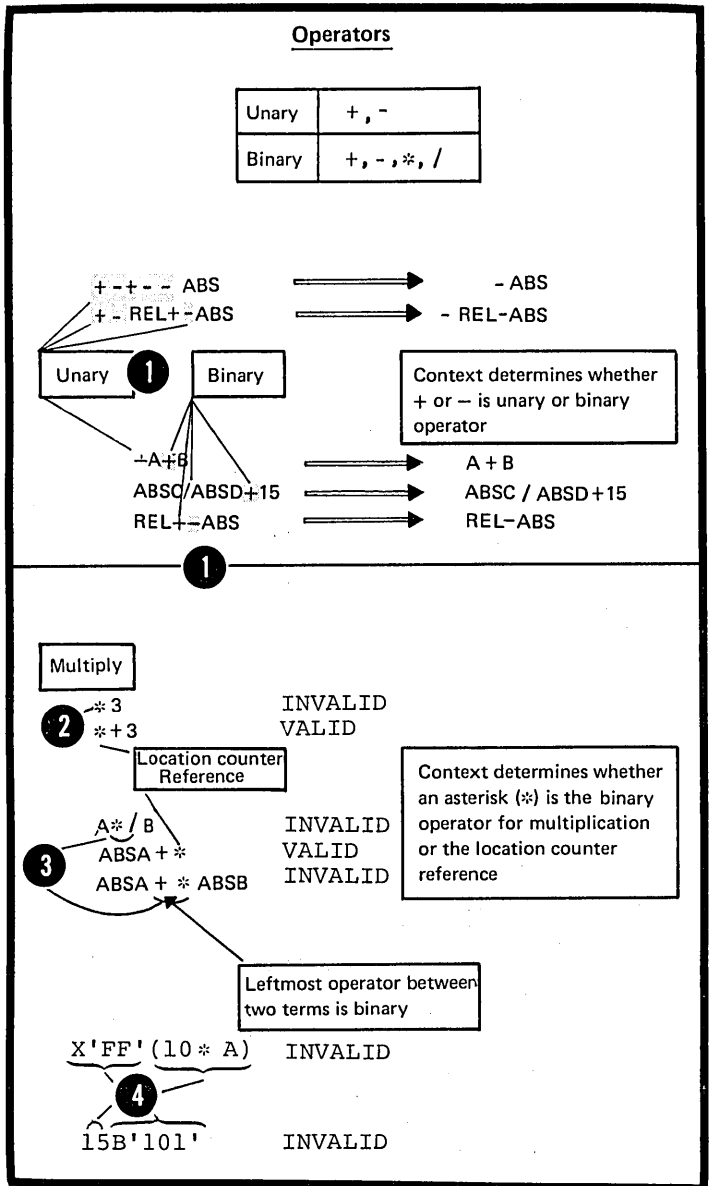 Operators
Unary +, -
Binary +, -, *, /
+ - + - - ABS - ABS
+ - REL+-ABS - REL-ABS
Unary 1 Binary
Context determines whether
+ or — is unary or binary
operator
+A+B A + B
ABSC/ABSD+15 ABSC / ABSD+15
REL+-ABS REL-ABS
1
Multiply
*3 INVALID
2
*+3 VALID
Location counter
Reference
Context determines whether
an asterisk (*) is the binary
operator for multiplication
or the location counter
reference
A* / B INVALID
3
ABSA + * VALID
ABSA + * ABSB INVALID
Leftmost operator between
two terms is binary
X'FF'(10* A) INVALID
4
15B'101' INVALID